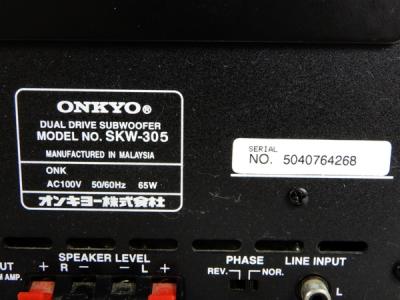 ONKYO®
DUAL DRIVE SUBWOOFER
MODEL NO. SKW-305
MANUFACTURED IN MALAYSIA
ONK
AC100V 50/60Hz 65W
オンキヨー株式会社
SERIAL
NO. 5040764268
SPEAKER LEVEL
+ R - - L +
AMP.
PHASE
REV. NOR.
LINE INPUT
L